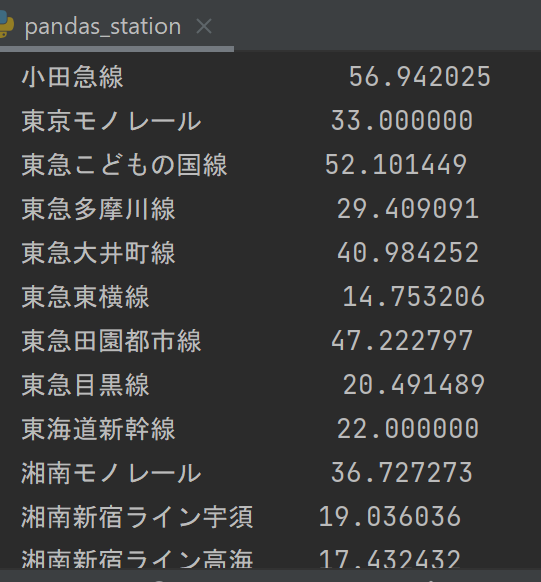 pandas_station
小田急線 56.942025
東京モノレール 33.000000
東急こどもの国線 52.101449
東急多摩川線 29.409091
東急大井町線 40.984252
東急東横線 14.753206
東急田園都市線 47.222797
東急目黒線 20.491489
東海道新幹線 22.000000
湘南モノレール 36.727273
湘南新宿ライン宇須 19.036036
湘南新宿ライン高海 17.432432